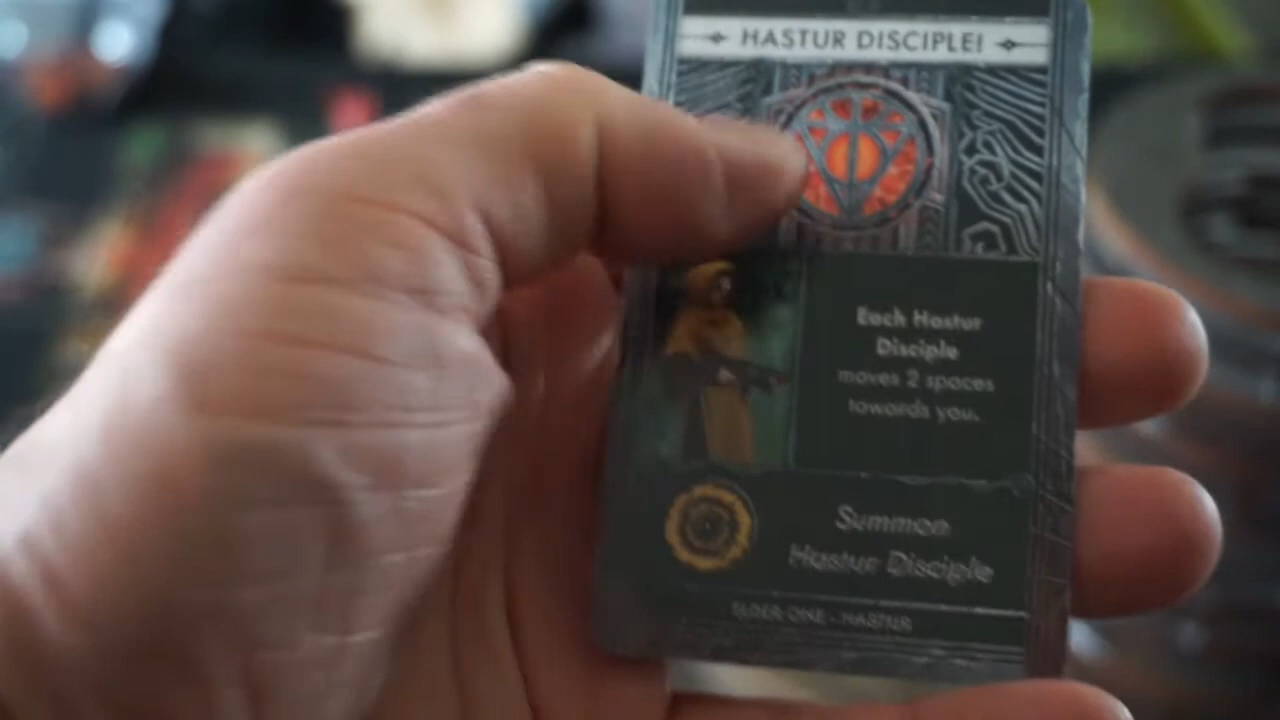 HASTUR DISCIPLE!
Each Hastur
Disciple
moves 2 spaces
towards you.
Summon
Hastur Disciple
ELDER ONE - HASTUR